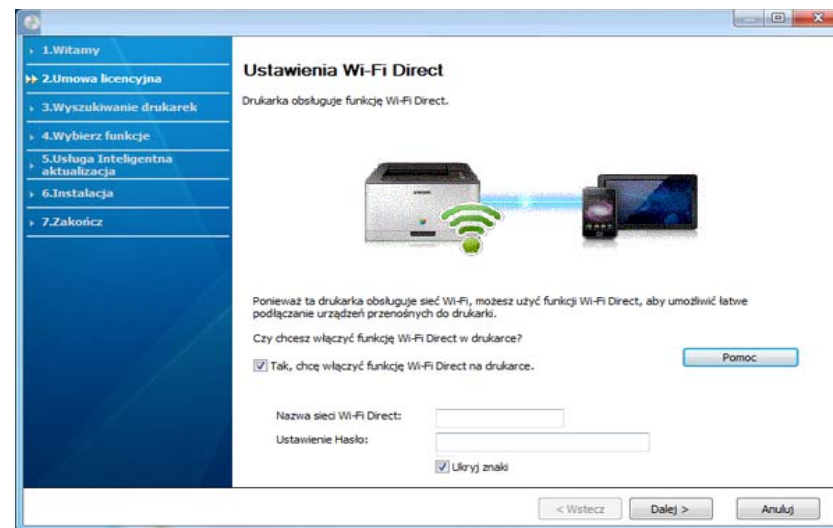 1.Witamy
2.Umowa licencyjna
3.Wyszukiwanie drukarek
4.Wybierz funkcje
5.Usługa Inteligentna
aktualizacja
6.Instalacja
7.Zakończ
Ustawienia Wi-Fi Direct
Drukarka obsługuje funkcję Wi-Fi Direct.
SAMSUNG
Ponieważ ta drukarka obsługuje sieć Wi-Fi, możesz użyć funkcji Wi-Fi Direct, aby umożliwić łatwe
podłączanie urządzeń przenośnych do drukarki.
Czy chcesz włączyć funkcję Wi-Fi Direct w drukarce?
Pomoc
Tak, chcę włączyć funkcję Wi-Fi Direct na drukarce.
Nazwa sieci Wi-Fi Direct:
Ustawienie Hasło:
Ukryj znaki
< Wstecz
Dalej >
Anuluj